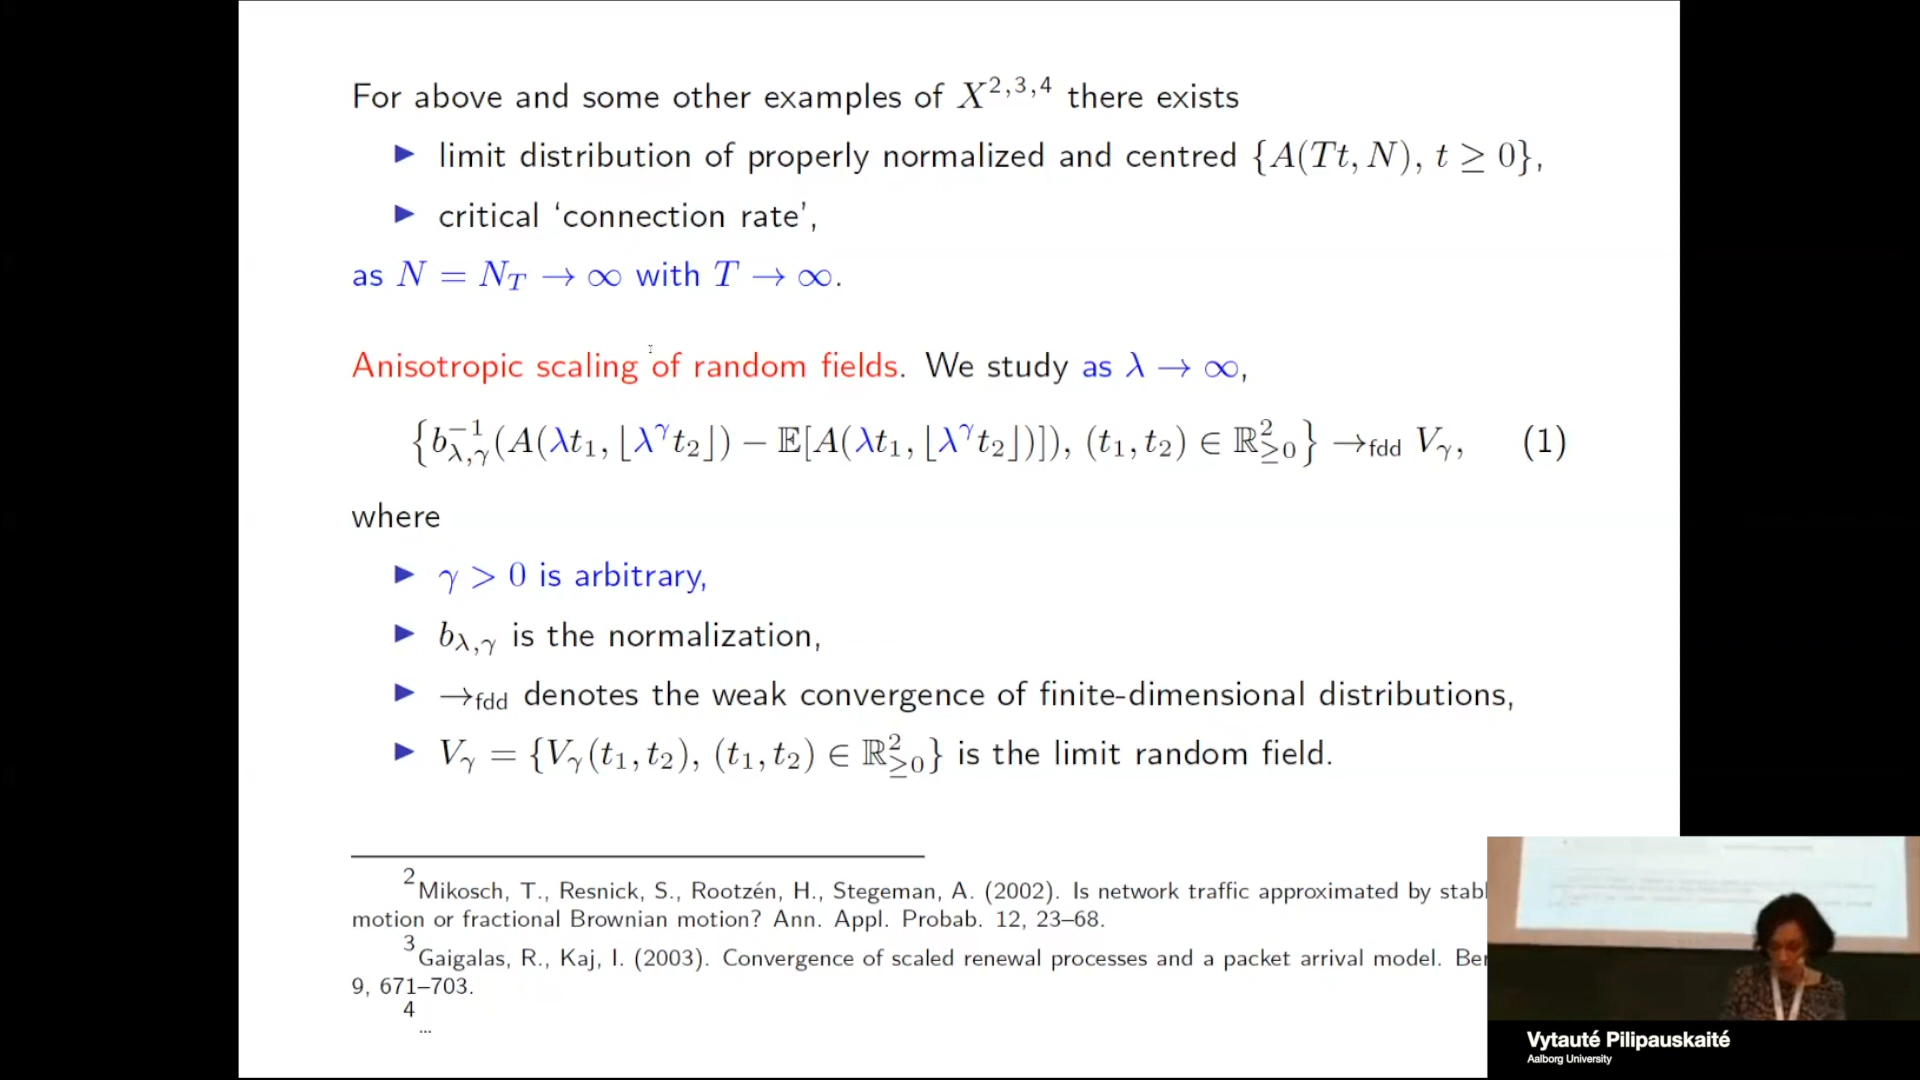 For above and some other examples of X^{2,3,4} there exists
▶ limit distribution of properly normalized and centred {A(Tt, N), t ≥ 0},
▶ critical ‘connection rate’,
as N = N_T → ∞ with T → ∞.
Anisotropic scaling of random fields. We study as λ → ∞,
{b_{λ,γ}^{−1}(A(λt_1, ⌊λ^γ t_2⌋) − 𝔼[A(λt_1, ⌊λ^γ t_2⌋)]), (t_1, t_2) ∈ ℝ²_{≥0}} →_{fdd} V_γ, (1)
where
▶ γ > 0 is arbitrary,
▶ b_{λ,γ} is the normalization,
▶ →_{fdd} denotes the weak convergence of finite-dimensional distributions,
▶ V_γ = {V_γ(t_1, t_2), (t_1, t_2) ∈ ℝ²_{≥0}} is the limit random field.
2 Mikosch, T., Resnick, S., Rootzén, H., Stegeman, A. (2002). Is network traffic approximated by stabl
motion or fractional Brownian motion? Ann. Appl. Probab. 12, 23–68.
3 Gaigalas, R., Kaj, I. (2003). Convergence of scaled renewal processes and a packet arrival model. Ber
9, 671–703.
4 ...
Vytauté Pilipauskaité
Aalborg University